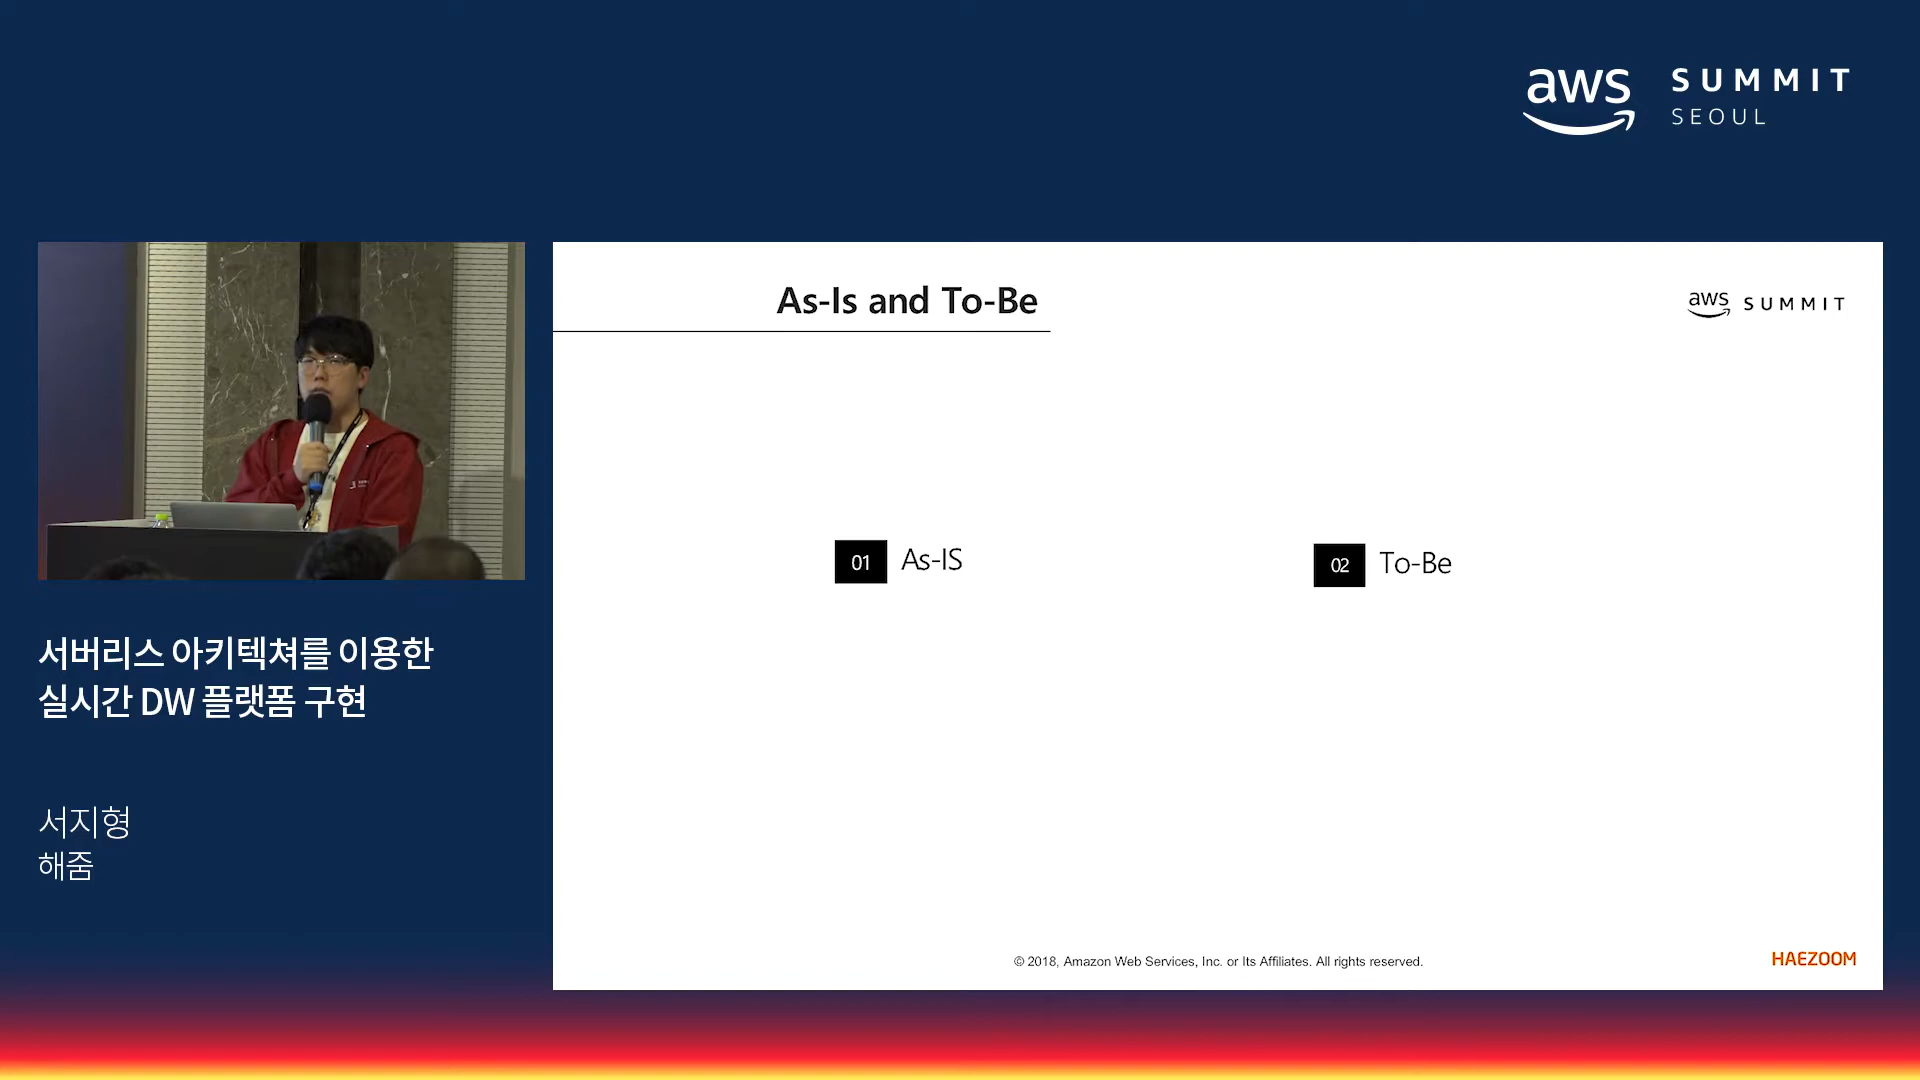 aws SUMMIT
SEOUL
As-Is and To-Be
aws SUMMIT
01 As-IS
02 To-Be
서버리스 아키텍쳐를 이용한
실시간 DW 플랫폼 구현
서지형
해줌
© 2018, Amazon Web Services, Inc. or Its Affiliates. All rights reserved.
HAEZOOM